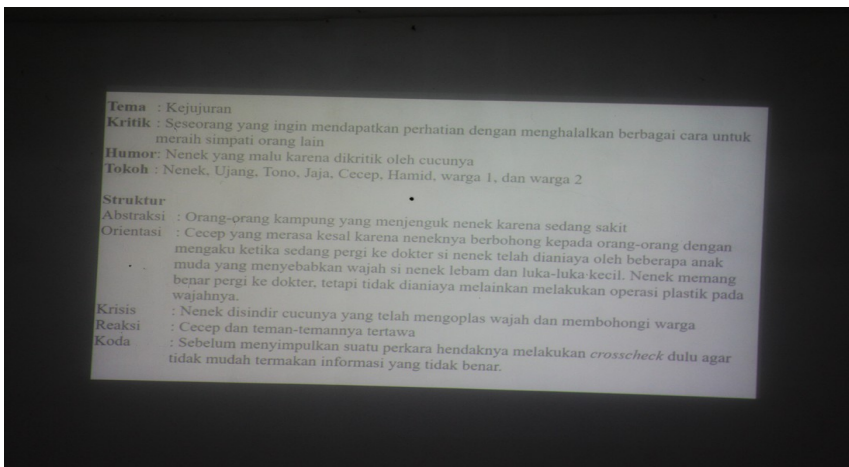 Tema : Kejujuran
Kritik : Seseorang yang ingin mendapatkan perhatian dengan menghalalkan berbagai cara untuk
meraih simpati orang lain
Humor: Nenek yang malu karena dikritik oleh cucunya
Tokoh : Nenek, Ujang, Tono, Jaja, Cecep, Hamid, warga 1, dan warga 2
Struktur
Abstraksi : Orang-orang kampung yang menjenguk nenek karena sedang sakit
Orientasi : Cecep yang merasa kesal karena neneknya berbohong kepada orang-orang dengan
mengaku ketika sedang pergi ke dokter si nenek telah dianiaya oleh beberapa anak
muda yang menyebabkan wajah si nenek lebam dan luka-luka kecil. Nenek memang
benar pergi ke dokter, tetapi tidak dianiaya melainkan melakukan operasi plastik pada
wajahnya.
Krisis : Nenek disindir cucunya yang telah mengoplas wajah dan membohongi warga
Reaksi : Cecep dan teman-temannya tertawa
Koda : Sebelum menyimpulkan suatu perkara hendaknya melakukan crosscheck dulu agar
tidak mudah termakan informasi yang tidak benar.